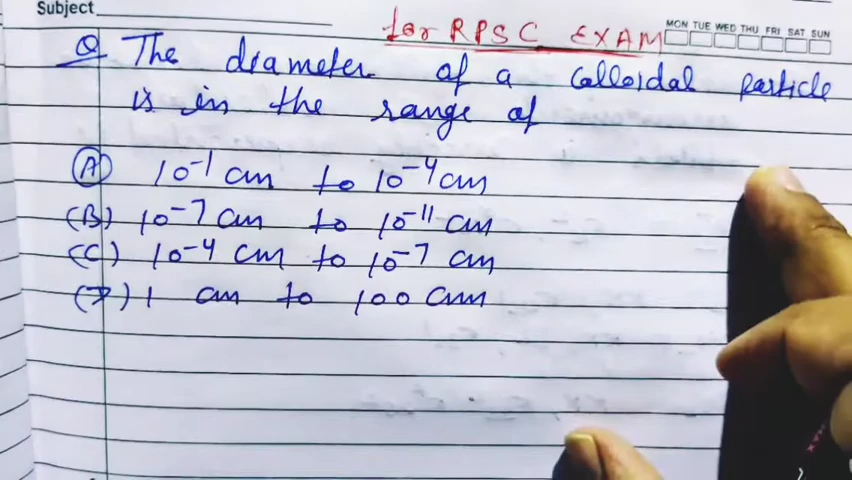 Subject
for RPSC EXAM
MON TUE WED THU FRI SAT SUN
Q The diameter of a colloidal particle
is in the range of
(A) 10⁻¹ cm to 10⁻⁴ cm
(B) 10⁻⁷ cm to 10⁻¹¹ cm
(C) 10⁻⁴ cm to 10⁻⁷ cm
(D) 1 cm to 100 cm